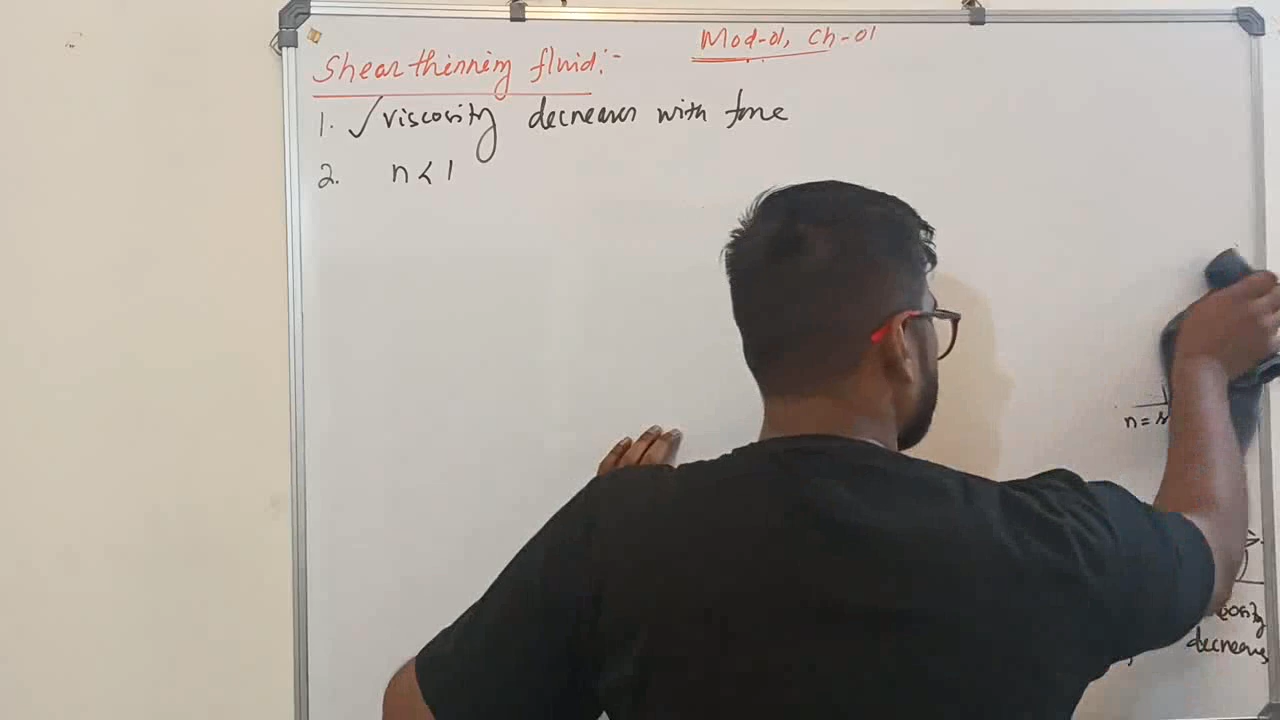 Mod-01, Ch-01
Shear thinning fluid:-
1. √ viscosity decreases with time
2. n < 1
n =
decreases